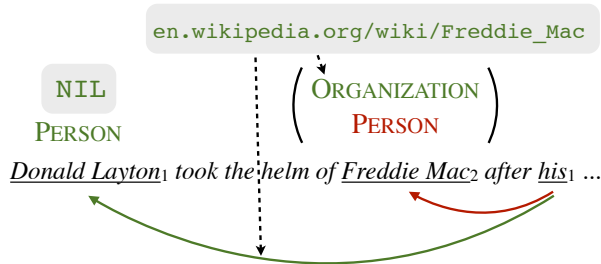 en.wikipedia.org/wiki/Freddie_Mac
NIL
PERSON
ORGANIZATION
PERSON
Donald Layton1 took the helm of Freddie Mac2 after his1 ...